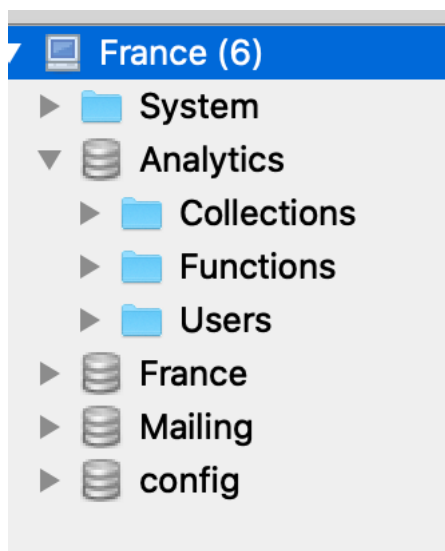 France (6)
System
Analytics
Collections
Functions
Users
France
Mailing
config